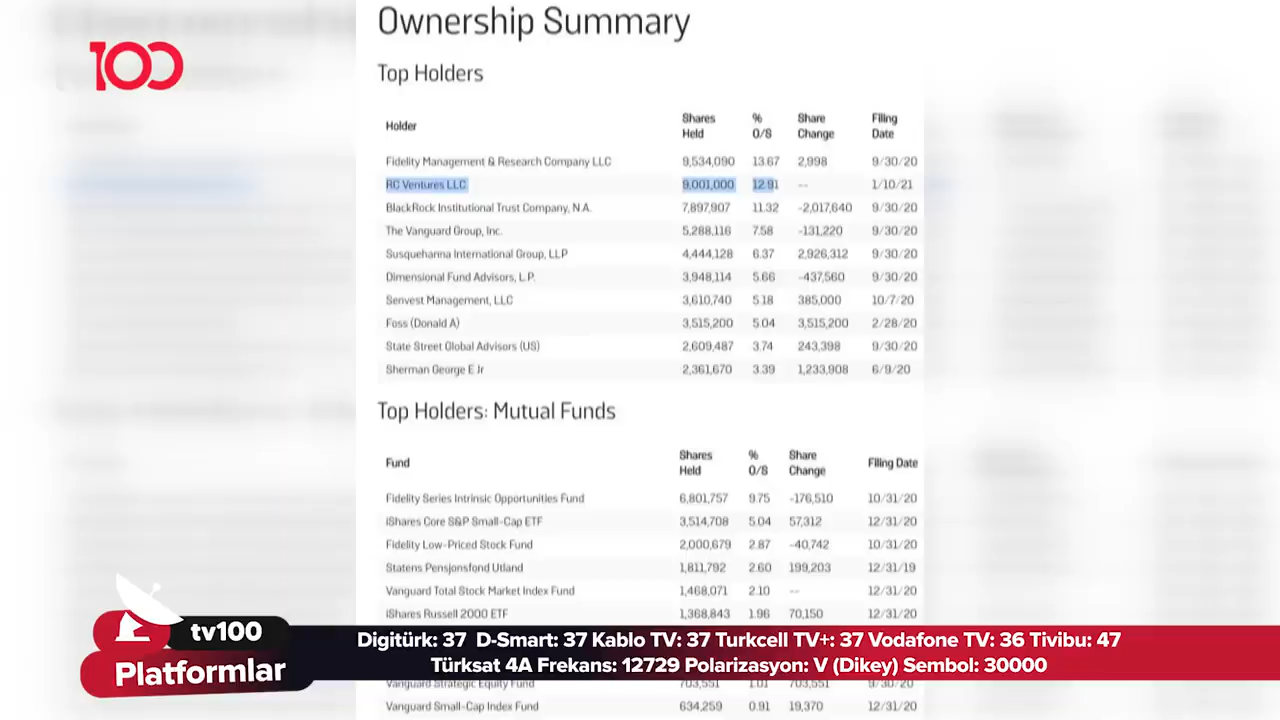 Ownership Summary
100
Top Holders
Holder Shares Held % O/S Share Change Filing Date
Fidelity Management & Research Company LLC 9,534,090 13.67 2,998 9/30/20
RC Ventures LLC 9,001,000 12.91 -- 1/10/21
BlackRock Institutional Trust Company, N.A. 7,897,907 11.32 -2,017,640 9/30/20
The Vanguard Group, Inc. 5,288,116 7.58 -131,220 9/30/20
Susquehanna International Group, LLP 4,444,128 6.37 2,926,312 9/30/20
Dimensional Fund Advisors, L.P. 3,948,114 5.66 -437,560 9/30/20
Senvest Management, LLC 3,610,740 5.18 385,000 10/7/20
Foss (Donald A) 3,515,200 5.04 3,515,200 2/28/20
State Street Global Advisors (US) 2,609,487 3.74 243,398 9/30/20
Sherman George E Jr 2,361,670 3.39 1,233,908 6/9/20
Top Holders: Mutual Funds
Fund Shares Held % O/S Share Change Filing Date
Fidelity Series Intrinsic Opportunities Fund 6,801,757 9.75 -176,510 10/31/20
iShares Core S&P Small-Cap ETF 3,514,708 5.04 57,312 12/31/20
Fidelity Low-Priced Stock Fund 2,000,679 2.87 -40,742 10/31/20
Statens Pensjonsfond Utland 1,811,792 2.60 199,203 12/31/19
Vanguard Total Stock Market Index Fund 1,468,071 2.10 -- 12/31/20
iShares Russell 2000 ETF 1,368,843 1.96 70,150 12/31/20
tv100
Platformlar
Digitürk: 37 D-Smart: 37 Kablo TV: 37 Turkcell TV+: 37 Vodafone TV: 36 Tivibu: 47
Türksat 4A Frekans: 12729 Polarizasyon: V (Dikey) Sembol: 30000
Vanguard Strategic Equity Fund 703,551 1.01 703,551 9/30/20
Vanguard Small-Cap Index Fund 634,259 0.91 19,370 12/31/20